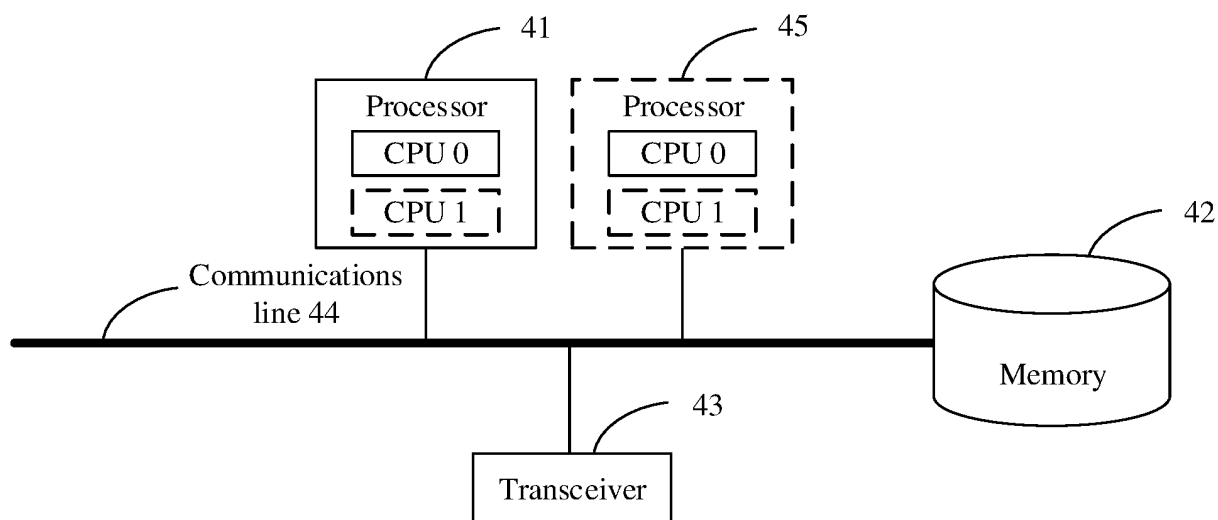 41
45
Processor
CPU 0
CPU 1
Processor
CPU 0
CPU 1
42
Communications
line 44
Memory
43
Transceiver